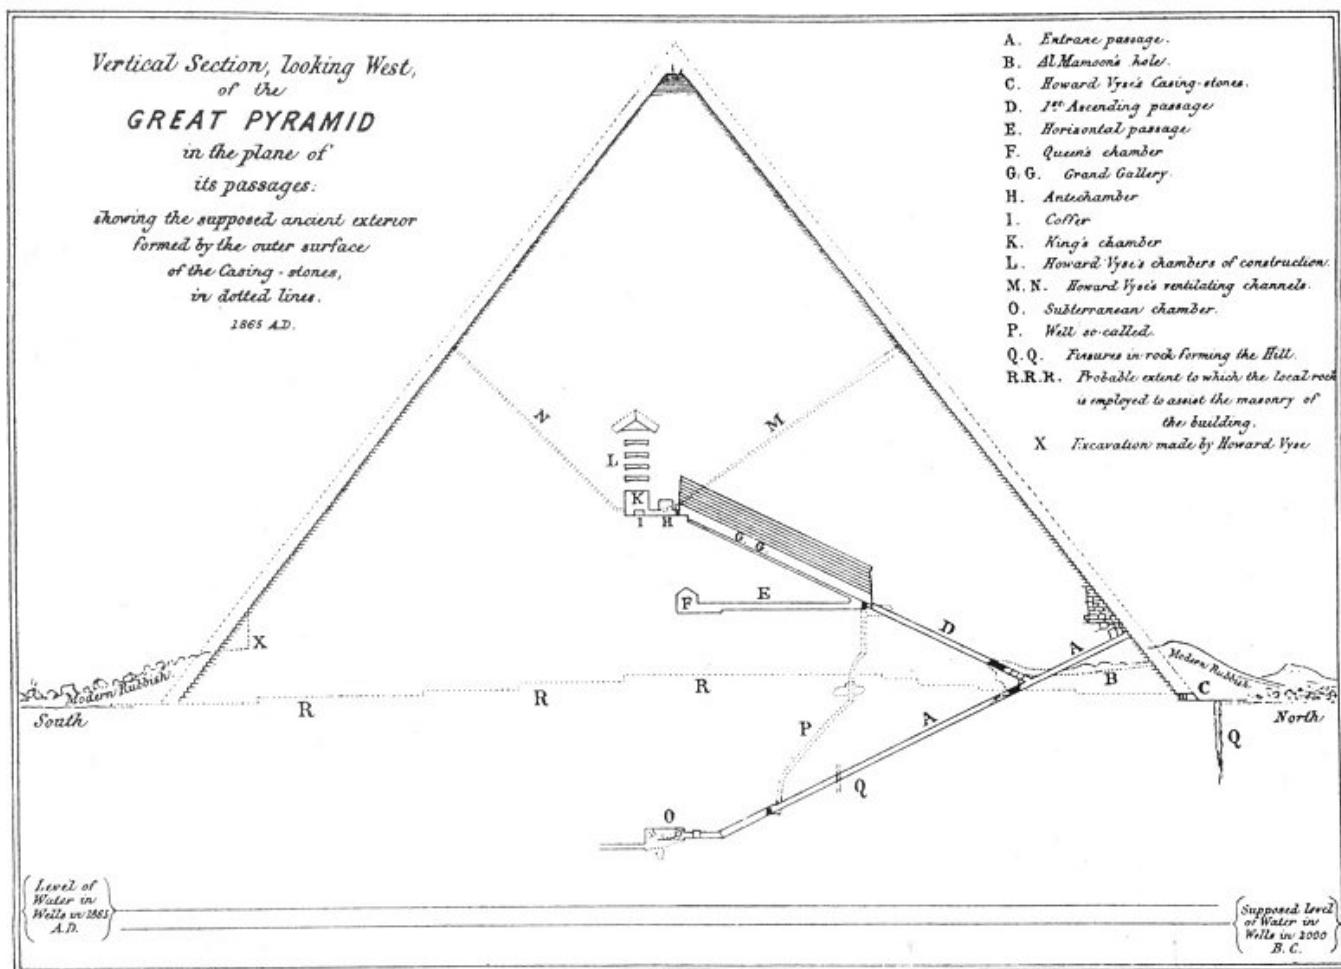 Vertical Section, looking West,
of the
GREAT PYRAMID
in the plane of
its passages:
showing the supposed ancient exterior
formed by the outer surface
of the Casing-stones,
in dotted lines.
1865 A.D.
A. Entrane passage.
B. Al Mamoon's hole.
C. Howard Vyse's Casing-stones.
D. 1st Ascending passage
E. Horizontal passage
F. Queen's chamber
G. G. Grand Gallery.
H. Antechamber
I. Coffer
K. King's chamber
L. Howard Vyse's chambers of construction.
M. N. Howard Vyse's ventilating channels.
O. Subterranean chamber.
P. Well so-called.
Q. Q. Fissures in rock forming the Hill.
R. R. R. Probable extent to which the local rock
is employed to assist the masonry of
the building.
X Excavation made by Howard Vyse
N
M
L
K
I
H
G. G
F
E
D
A
X
Modern Rubbish
B
Modern Rubbish
C
R
R
R
South
North
A
P
Q
Q
O
Level of
Water in
Wells in 1865
A.D.
Supposed level
of Water in
Wells in 2000
B.C.